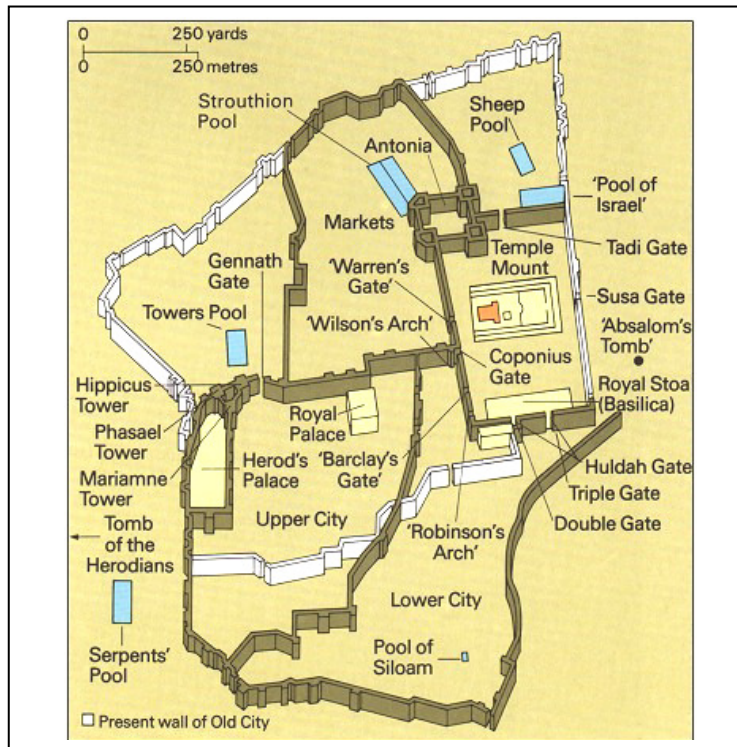 0 250 yards
0 250 metres
Strouthion
Pool
Sheep
Pool
Antonia
'Pool of
Israel'
Markets
Tadi Gate
Temple
Mount
Gennath
Gate
'Warren's
Gate'
Susa Gate
Towers Pool
'Wilson's Arch'
'Absalom's
Tomb'
Coponius
Gate
Hippicus
Tower
Royal Stoa
(Basilica)
Royal
Palace
Phasael
Tower
Herod's
Palace
'Barclay's
Gate'
Huldah Gate
Mariamne
Tower
Triple Gate
Upper City
Double Gate
Tomb
of the
Herodians
'Robinson's
Arch'
Lower City
Serpents'
Pool
Pool of
Siloam
Present wall of Old City